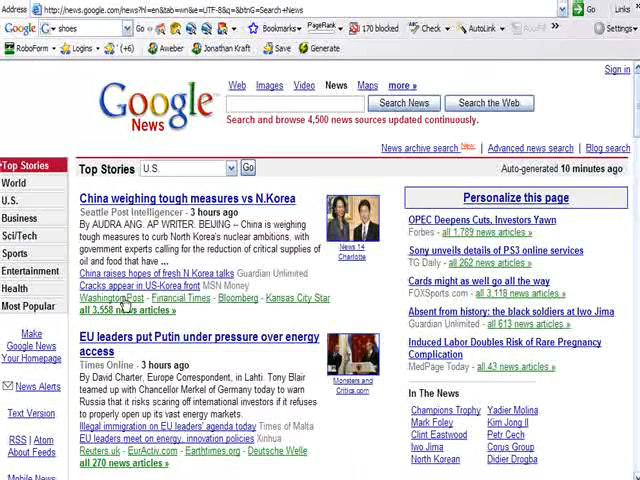 Address http://news.google.com/news?hl=en&tab=wn&ie=UTF-8&q=&btnG=Search+News Go Links
Google shoes Bookmarks PageRank 170 blocked Check AutoLink AutoFill Settings
RoboForm Logins (+6) Aweber Jonathan Kraft Save Generate
Sign in
Web Images Video News Maps more »
Google News
Search News Search the Web
Search and browse 4,500 news sources updated continuously.
News archive search New! | Advanced news search | Blog search
Top Stories
World
U.S.
Business
Sci/Tech
Sports
Entertainment
Health
Most Popular
Make
Google News
Your Homepage
News Alerts
Text Version
RSS | Atom
About Feeds
Mobile News
Top Stories U.S. Go
Auto-generated 10 minutes ago
China weighing tough measures vs N.Korea
Seattle Post Intelligencer - 3 hours ago
By AUDRA ANG. AP WRITER. BEIJING -- China is weighing
tough measures to curb North Korea's nuclear ambitions, with
government experts calling for the reduction of critical supplies
of oil and food that have ...
China raises hopes of fresh N Korea talks Guardian Unlimited
Cracks appear in US-Korea front MSN Money
Washington Post - Financial Times - Bloomberg - Kansas City Star
all 3,558 news articles »
News 14
Charlotte
EU leaders put Putin under pressure over energy
access
Times Online - 3 hours ago
By David Charter, Europe Correspondent, in Lahti. Tony Blair
teamed up with Chancellor Merkel of Germany today to warn
Russia that it risks scaring off international investors if it refuses
to properly open up its vast energy markets.
Illegal immigration on EU leaders' agenda today Times of Malta
EU leaders meet on energy, innovation policies Xinhua
Reuters.uk - EurActiv.com - Earthtimes.org - Deutsche Welle
all 270 news articles »
Monsters and
Critics.com
Personalize this page
OPEC Deepens Cuts, Investors Yawn
Forbes - all 1,789 news articles »
Sony unveils details of PS3 online services
TG Daily - all 262 news articles »
Cards might as well go all the way
FOXSports.com - all 3,118 news articles »
Absent from history: the black soldiers at Iwo Jima
Guardian Unlimited - all 613 news articles »
Induced Labor Doubles Risk of Rare Pregnancy
Complication
MedPage Today - all 43 news articles »
In The News
Champions Trophy Yadier Molina
Mark Foley Kim Jong Il
Clint Eastwood Petr Cech
Iwo Jima Corus Group
North Korean Didier Drogba